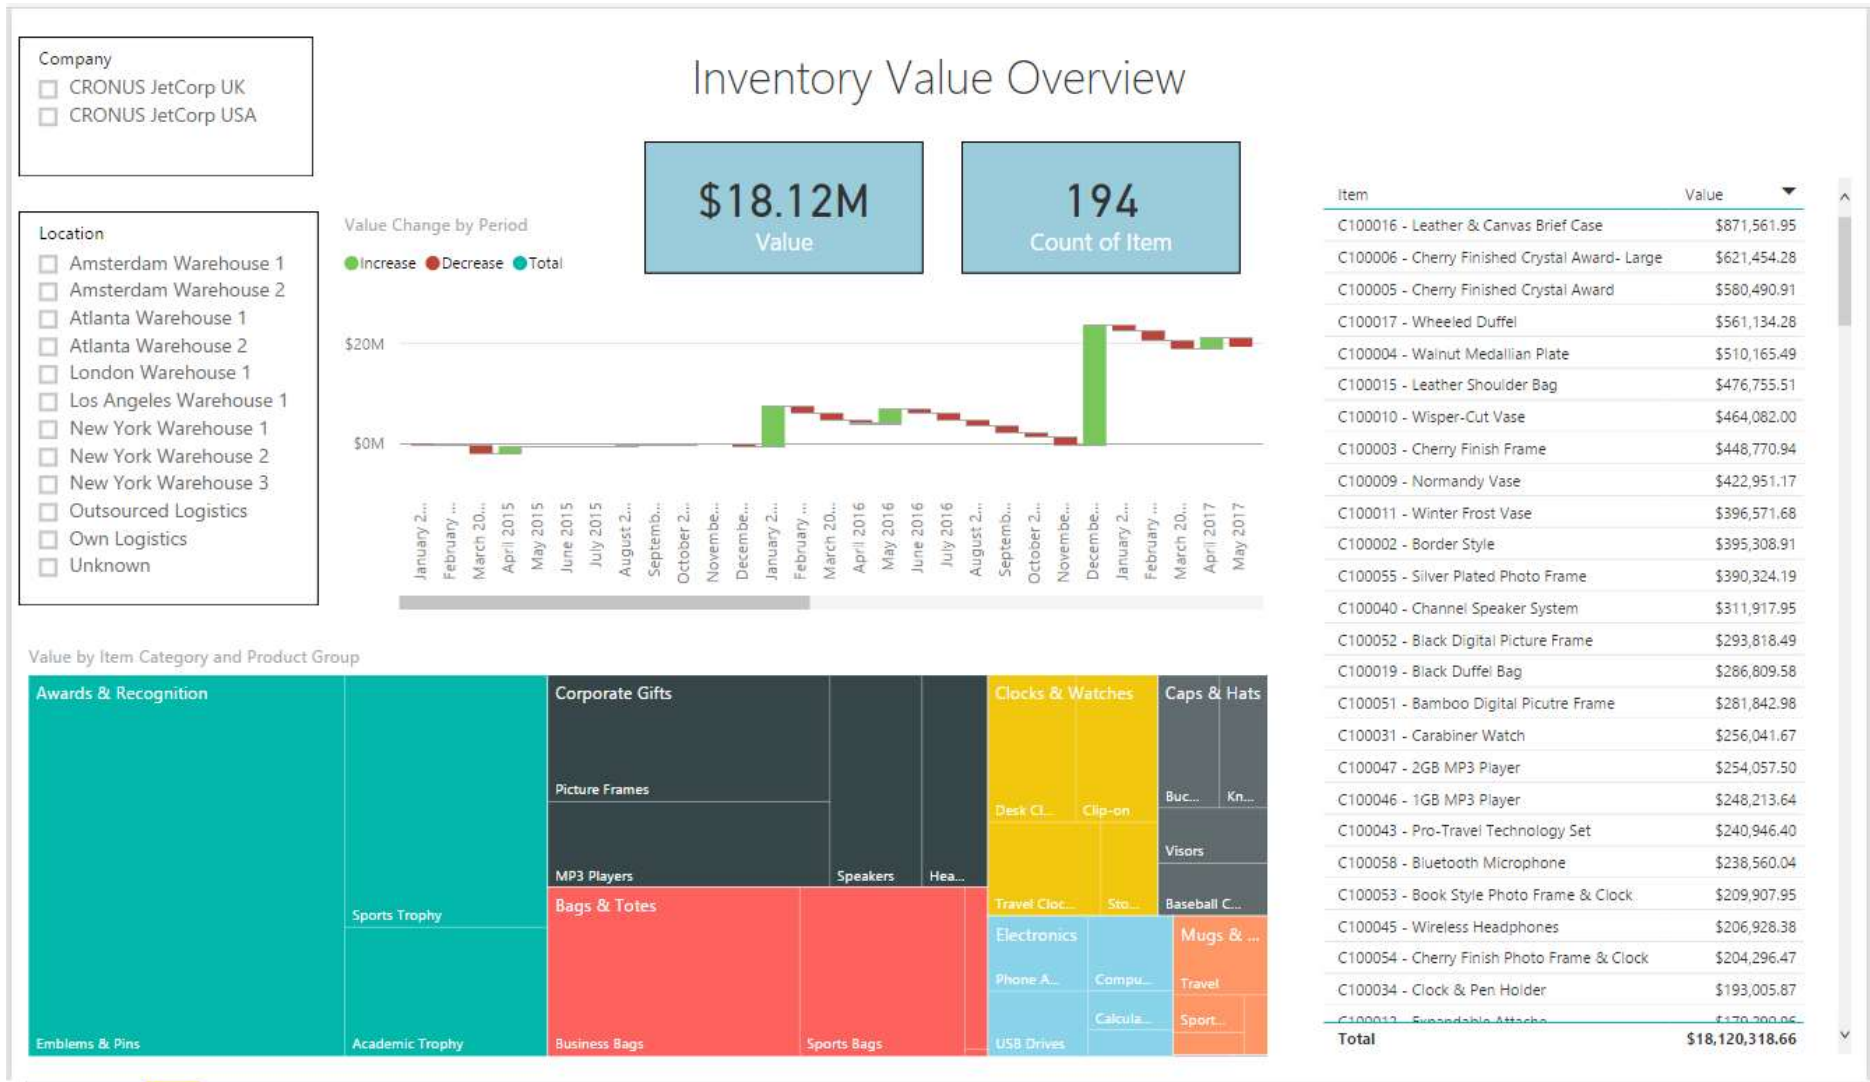 Company
CRONUS JetCorp UK
CRONUS JetCorp USA
Inventory Value Overview
$18.12M
Value
194
Count of Item
Location
Amsterdam Warehouse 1
Amsterdam Warehouse 2
Atlanta Warehouse 1
Atlanta Warehouse 2
London Warehouse 1
Los Angeles Warehouse 1
New York Warehouse 1
New York Warehouse 2
New York Warehouse 3
Outsourced Logistics
Own Logistics
Unknown
Value Change by Period
Increase Decrease Total
$20M
$0M
January 2...
February ...
March 20...
April 2015
May 2015
June 2015
July 2015
August 2...
Septemb...
October 2...
Novembe...
Decembe...
January 2...
February ...
March 20...
April 2016
May 2016
June 2016
July 2016
August 2...
Septemb...
October 2...
Novembe...
Decembe...
January 2...
February ...
March 20...
April 2017
May 2017
Value by Item Category and Product Group
Awards & Recognition
Emblems & Pins
Sports Trophy
Academic Trophy
Corporate Gifts
Picture Frames
MP3 Players
Speakers
Hea...
Bags & Totes
Business Bags
Sports Bags
Clocks & Watches
Desk Cl...
Clip-on
Travel Cloc...
Sto...
Caps & Hats
Buc...
Kn...
Visors
Baseball C...
Electronics
Phone A...
Compu...
Calcula...
USB Drives
Mugs & ...
Travel
Sport...
Item Value
C100016 - Leather & Canvas Brief Case $871,561.95
C100006 - Cherry Finished Crystal Award- Large $621,454.28
C100005 - Cherry Finished Crystal Award $580,490.91
C100017 - Wheeled Duffel $561,134.28
C100004 - Walnut Medallian Plate $510,165.49
C100015 - Leather Shoulder Bag $476,755.51
C100010 - Wisper-Cut Vase $464,082.00
C100003 - Cherry Finish Frame $448,770.94
C100009 - Normandy Vase $422,951.17
C100011 - Winter Frost Vase $396,571.68
C100002 - Border Style $395,308.91
C100055 - Silver Plated Photo Frame $390,324.19
C100040 - Channel Speaker System $311,917.95
C100052 - Black Digital Picture Frame $293,818.49
C100019 - Black Duffel Bag $286,809.58
C100051 - Bamboo Digital Picutre Frame $281,842.98
C100031 - Carabiner Watch $256,041.67
C100047 - 2GB MP3 Player $254,057.50
C100046 - 1GB MP3 Player $248,213.64
C100043 - Pro-Travel Technology Set $240,946.40
C100058 - Bluetooth Microphone $238,560.04
C100053 - Book Style Photo Frame & Clock $209,907.95
C100045 - Wireless Headphones $206,928.38
C100054 - Cherry Finish Photo Frame & Clock $204,296.47
C100034 - Clock & Pen Holder $193,005.87
Expandable Attache
Total $18,120,318.66